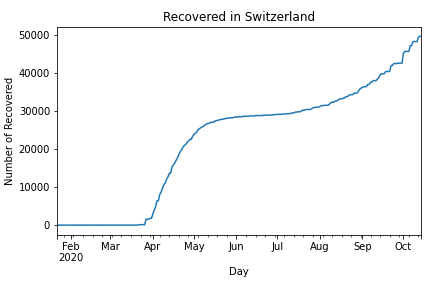 Recovered in Switzerland
Number of Recovered
50000
40000
30000
20000
10000
0
Feb Mar Apr May Jun Jul Aug Sep Oct
2020
Day